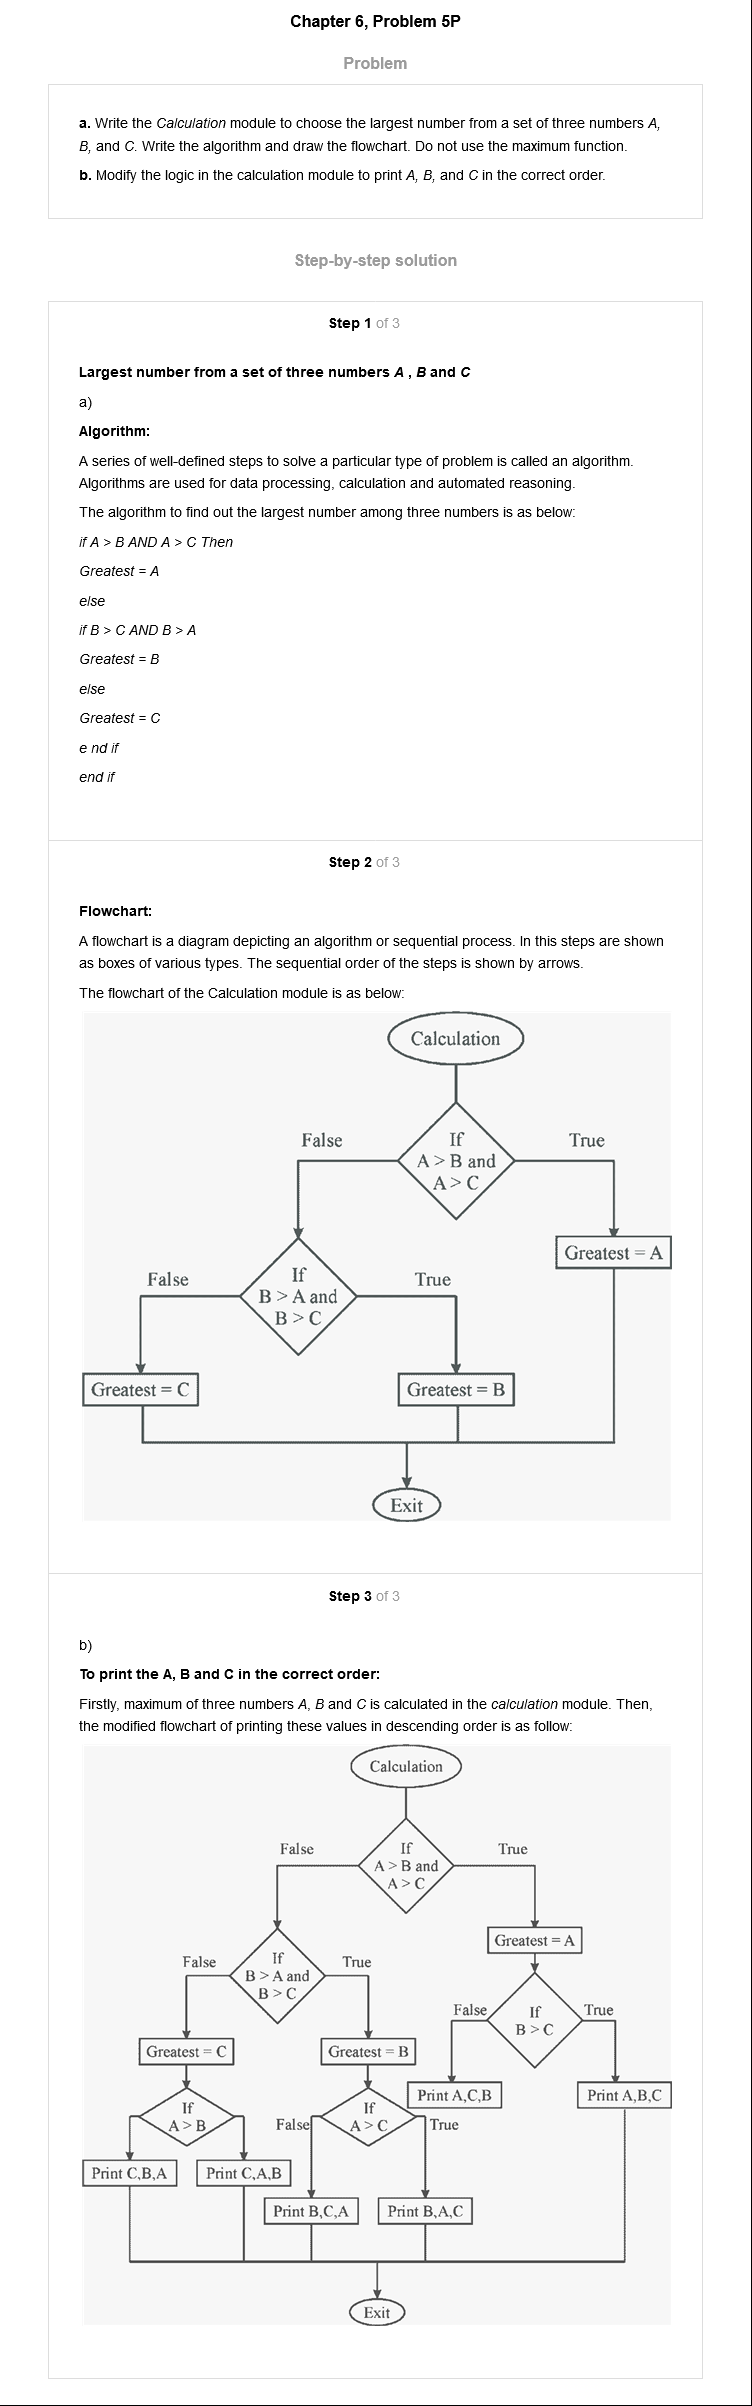 Chapter 6, Problem 5P
Problem
a. Write the Calculation module to choose the largest number from a set of three numbers A,
B, and C. Write the algorithm and draw the flowchart. Do not use the maximum function.
b. Modify the logic in the calculation module to print A, B, and C in the correct order.
Step-by-step solution
Step 1 of 3
Largest number from a set of three numbers A , B and C
a)
Algorithm:
A series of well-defined steps to solve a particular type of problem is called an algorithm.
Algorithms are used for data processing, calculation and automated reasoning.
The algorithm to find out the largest number among three numbers is as below:
if A > B AND A > C Then
Greatest = A
else
if B > C AND B > A
Greatest = B
else
Greatest = C
e nd if
end if
Step 2 of 3
Flowchart:
A flowchart is a diagram depicting an algorithm or sequential process. In this steps are shown
as boxes of various types. The sequential order of the steps is shown by arrows.
The flowchart of the Calculation module is as below:
Calculation
False
If
A > B and
A > C
True
Greatest = A
False
If
B > A and
B > C
True
Greatest = C
Greatest = B
Exit
Step 3 of 3
b)
To print the A, B and C in the correct order:
Firstly, maximum of three numbers A, B and C is calculated in the calculation module. Then,
the modified flowchart of printing these values in descending order is as follow:
Calculation
False
If
A > B and
A > C
True
Greatest = A
False
If
B > A and
B > C
True
False
If
B > C
True
Greatest = C
Greatest = B
Print A,C,B
Print A,B,C
If
A > B
False
If
A > C
True
Print C,B,A
Print C,A,B
Print B,C,A
Print B,A,C
Exit